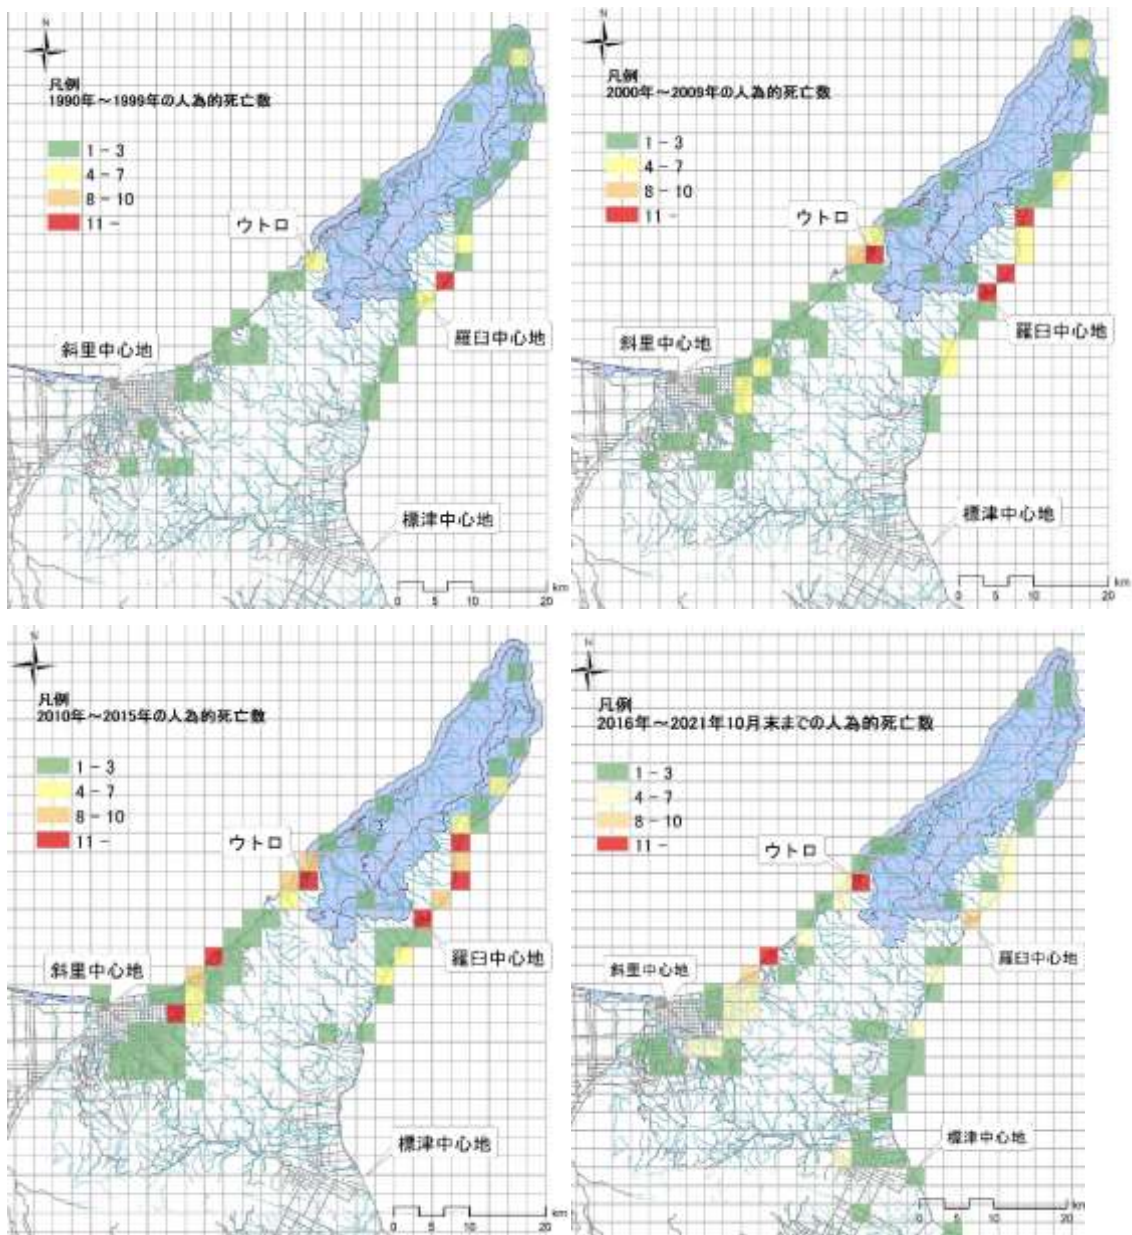 N
凡例
1990年～1999年の人為的死亡数
1 - 3
4 - 7
8 - 10
11 -
ウトロ
羅臼中心地
斜里中心地
標津中心地
km
0 5 10 20
N
凡例
2000年～2009年の人為的死亡数
1 - 3
4 - 7
8 - 10
11 -
ウトロ
羅臼中心地
斜里中心地
標津中心地
km
0 5 10 20
N
凡例
2010年～2015年の人為的死亡数
1 - 3
4 - 7
8 - 10
11 -
ウトロ
羅臼中心地
斜里中心地
標津中心地
km
0 5 10 20
N
凡例
2016年～2021年10月末までの人為的死亡数
1 - 3
4 - 7
8 - 10
11 -
ウトロ
羅臼中心地
斜里中心地
標津中心地
km
0 5 10 20